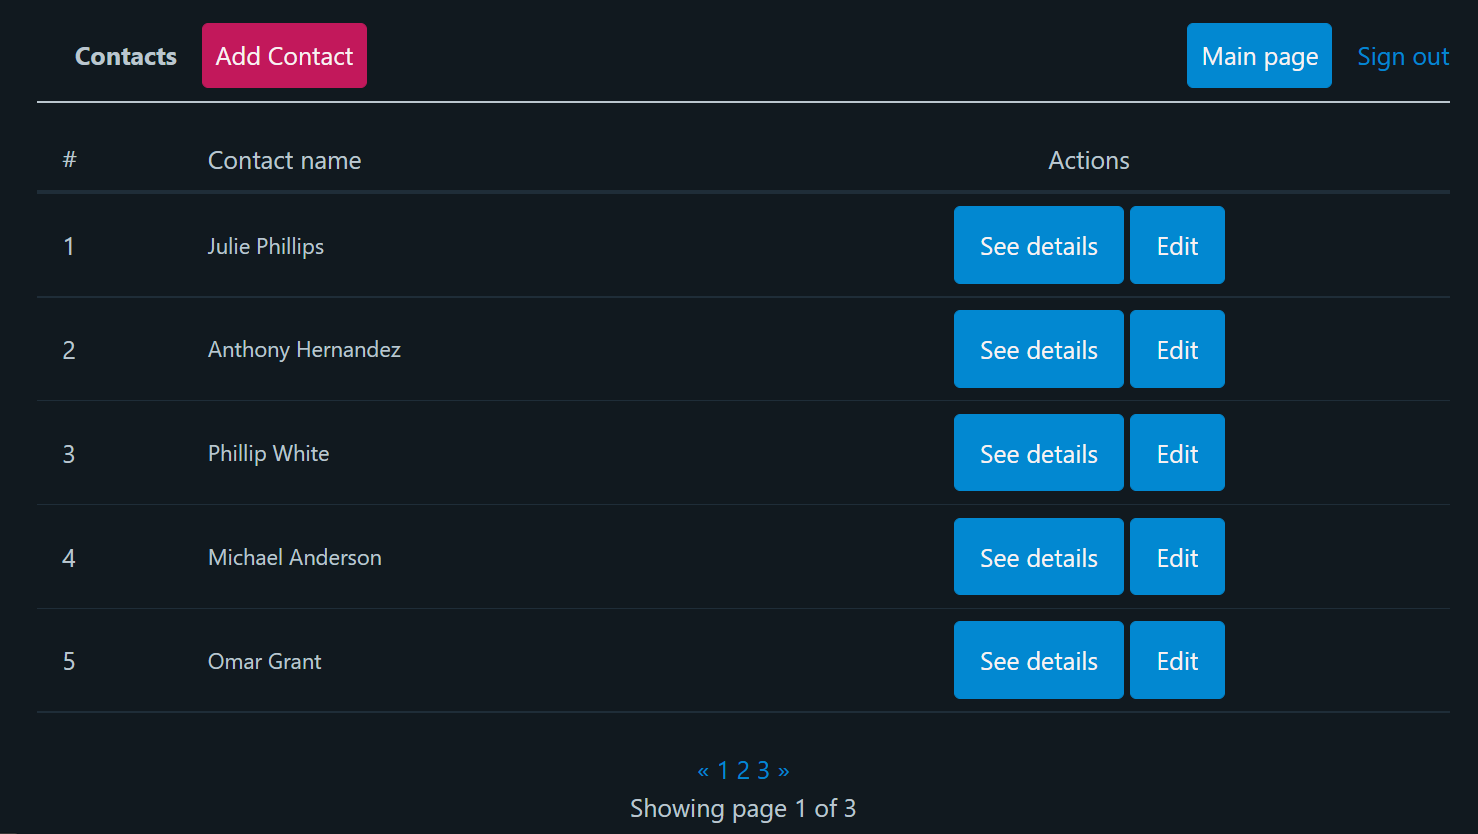 Contacts Add Contact Main page Sign out
# Contact name Actions
1 Julie Phillips See details Edit
2 Anthony Hernandez See details Edit
3 Phillip White See details Edit
4 Michael Anderson See details Edit
5 Omar Grant See details Edit
« 1 2 3 »
Showing page 1 of 3